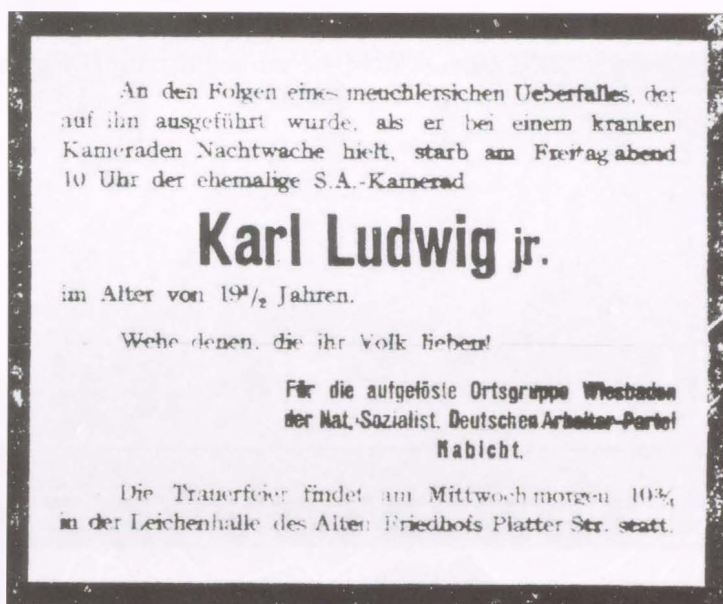 An den Folgen eines meuchlersichen Ueberfalles, der
auf ihn ausgeführt wurde, als er bei einem kranken
Kameraden Nachtwache hielt, starb am Freitag abend
10 Uhr der ehemalige S.A.-Kamerad
Karl Ludwig jr.
im Alter von 19¹/₂ Jahren.
Wehe denen, die ihr Volk lieben!
Für die aufgelöste Ortsgruppe Wiesbaden
der Nat.-Sozialist. Deutschen Arbeiter-Partei
Habicht.
Die Trauerfeier findet am Mittwoch morgen 10¾
in der Leichenhalle des Alten Friedhofs Platter Str. statt.